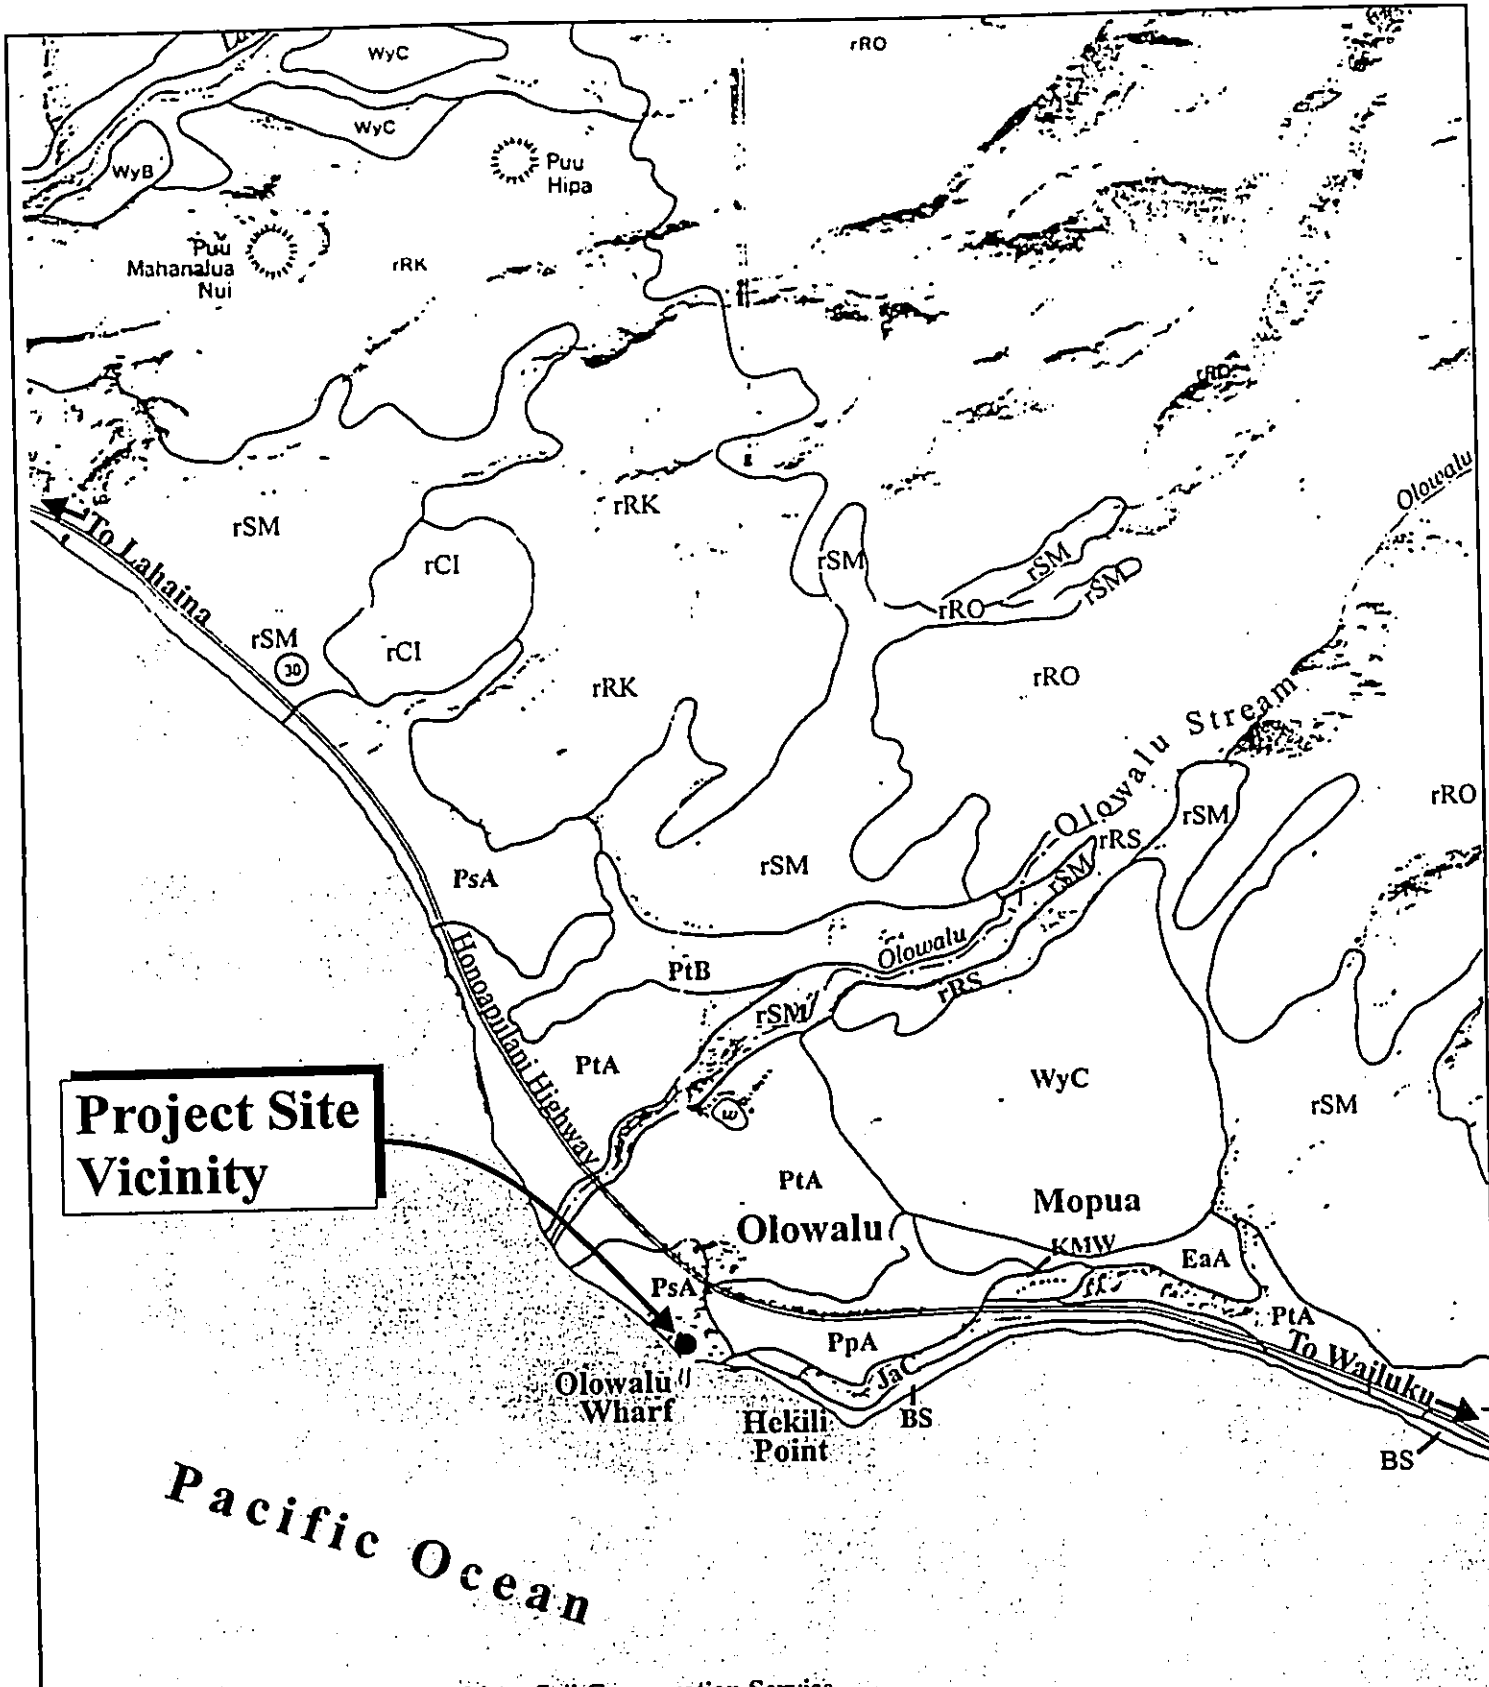 WyC
rRO
WyC
WyB
Puu
Hipa
Puu
Mahanalua
Nui
rRK
rRO
Olowalu
rSM
rRK
To Lahaina
rCI
rSM
rSM
rSM
rRO
rSM
30
rCI
rRK
rRO
Olowalu Stream
rRO
rSM
rRS
rSM
rSM
PsA
Honoapiilani Highway
Olowalu
PtB
rRS
rSM
PtA
WyC
rSM
Project Site
Vicinity
PtA
Mopua
Olowalu
KMW
EaA
PsA
PtA
PpA
To Wailuku
JaC
Olowalu
Wharf
BS
Hekili
Point
BS
Pacific Ocean